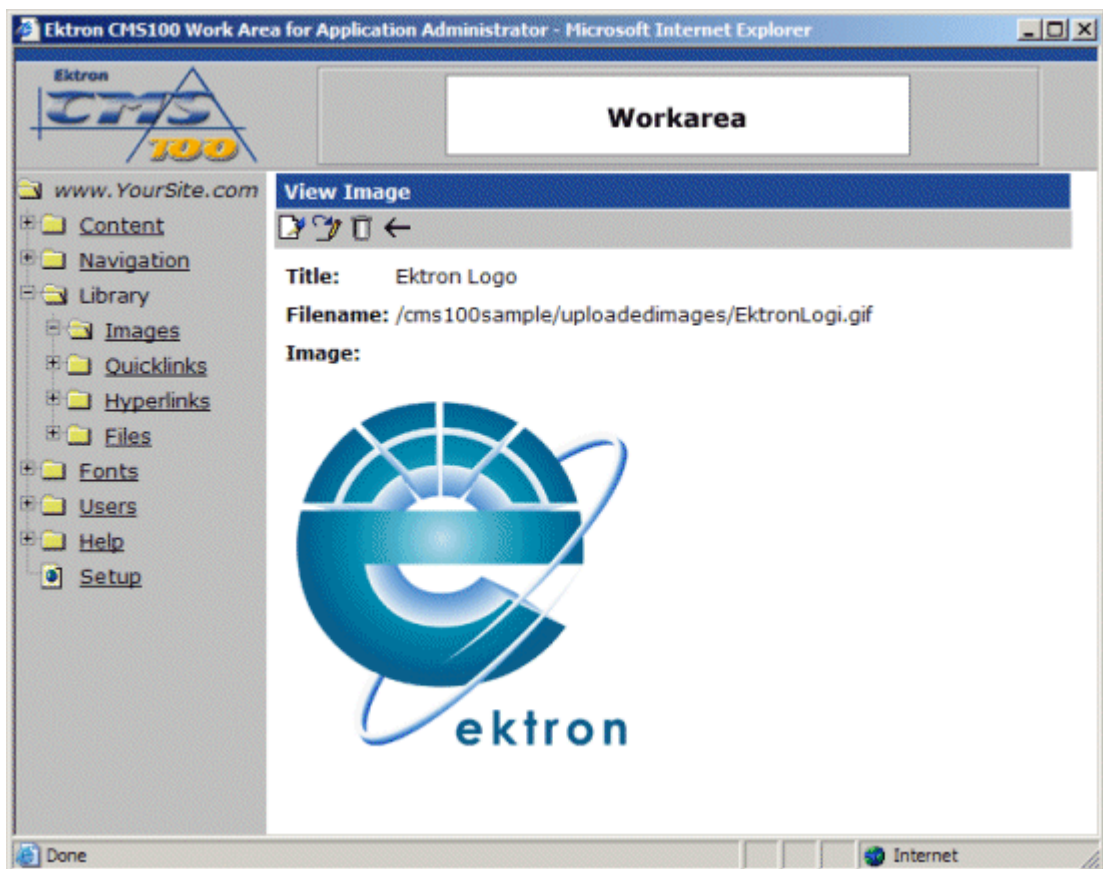 Ektron CMS100 Work Area for Application Administrator - Microsoft Internet Explorer
Ektron
CMS
100
Workarea
www.YourSite.com
Content
Navigation
Library
Images
Quicklinks
Hyperlinks
Files
Fonts
Users
Help
Setup
View Image
Title: Ektron Logo
Filename: /cms100sample/uploadedimages/EktronLogi.gif
Image:
ektron
Done
Internet